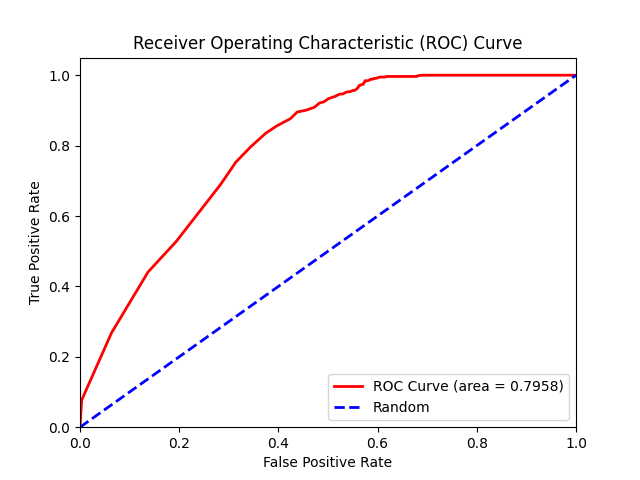 Receiver Operating Characteristic (ROC) Curve
1.0
0.8
0.6
0.4
0.2
0.0
True Positive Rate
ROC Curve (area = 0.7958)
Random
0.0 0.2 0.4 0.6 0.8 1.0
False Positive Rate